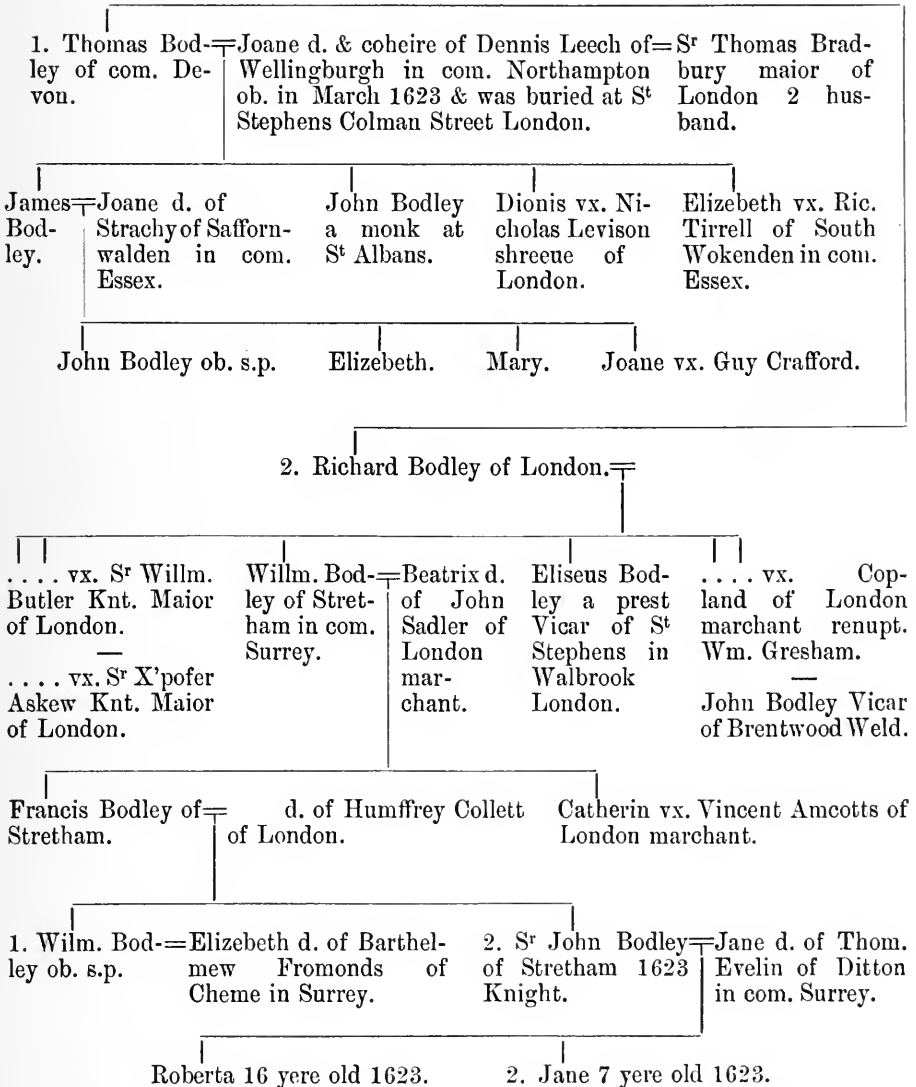 1. Thomas Bod-
ley of com. De-
von.
Joane d. & coheire of Dennis Leech of
Wellingburgh in com. Northampton
ob. in March 1623 & was buried at Sᵗ
Stephens Colman Street London.
Sʳ Thomas Brad-
bury maior of
London 2 hus-
band.
James
Bod-
ley.
Joane d. of
Strachy of Safforn-
walden in com.
Essex.
John Bodley
a monk at
Sᵗ Albans.
Dionis vx. Ni-
cholas Levison
shreeue of
London.
Elizebeth vx. Ric.
Tirrell of South
Wokenden in com.
Essex.
John Bodley ob. s.p.
Elizebeth.
Mary.
Joane vx. Guy Crafford.
2. Richard Bodley of London.
. . . . vx. Sʳ Willm.
Butler Knt. Maior
of London.
—
. . . . vx. Sʳ X'pofer
Askew Knt. Maior
of London.
Willm. Bod-
ley of Stret-
ham in com.
Surrey.
Beatrix d.
of John
Sadler of
London
mar-
chant.
Eliseus Bod-
ley a prest
Vicar of Sᵗ
Stephens in
Walbrook
London.
. . . . vx. Cop-
land of London
marchant renupt.
Wm. Gresham.
—
John Bodley Vicar
of Brentwood Weld.
Francis Bodley of
Stretham.
d. of Humffrey Collett
of London.
Catherin vx. Vincent Amcotts of
London marchant.
1. Wilm. Bod-
ley ob. s.p.
Elizebeth d. of Barthel-
mew Fromonds of
Cheme in Surrey.
2. Sʳ John Bodley
of Stretham 1623
Knight.
Jane d. of Thom.
Evelin of Ditton
in com. Surrey.
Roberta 16 yere old 1623.
2. Jane 7 yere old 1623.